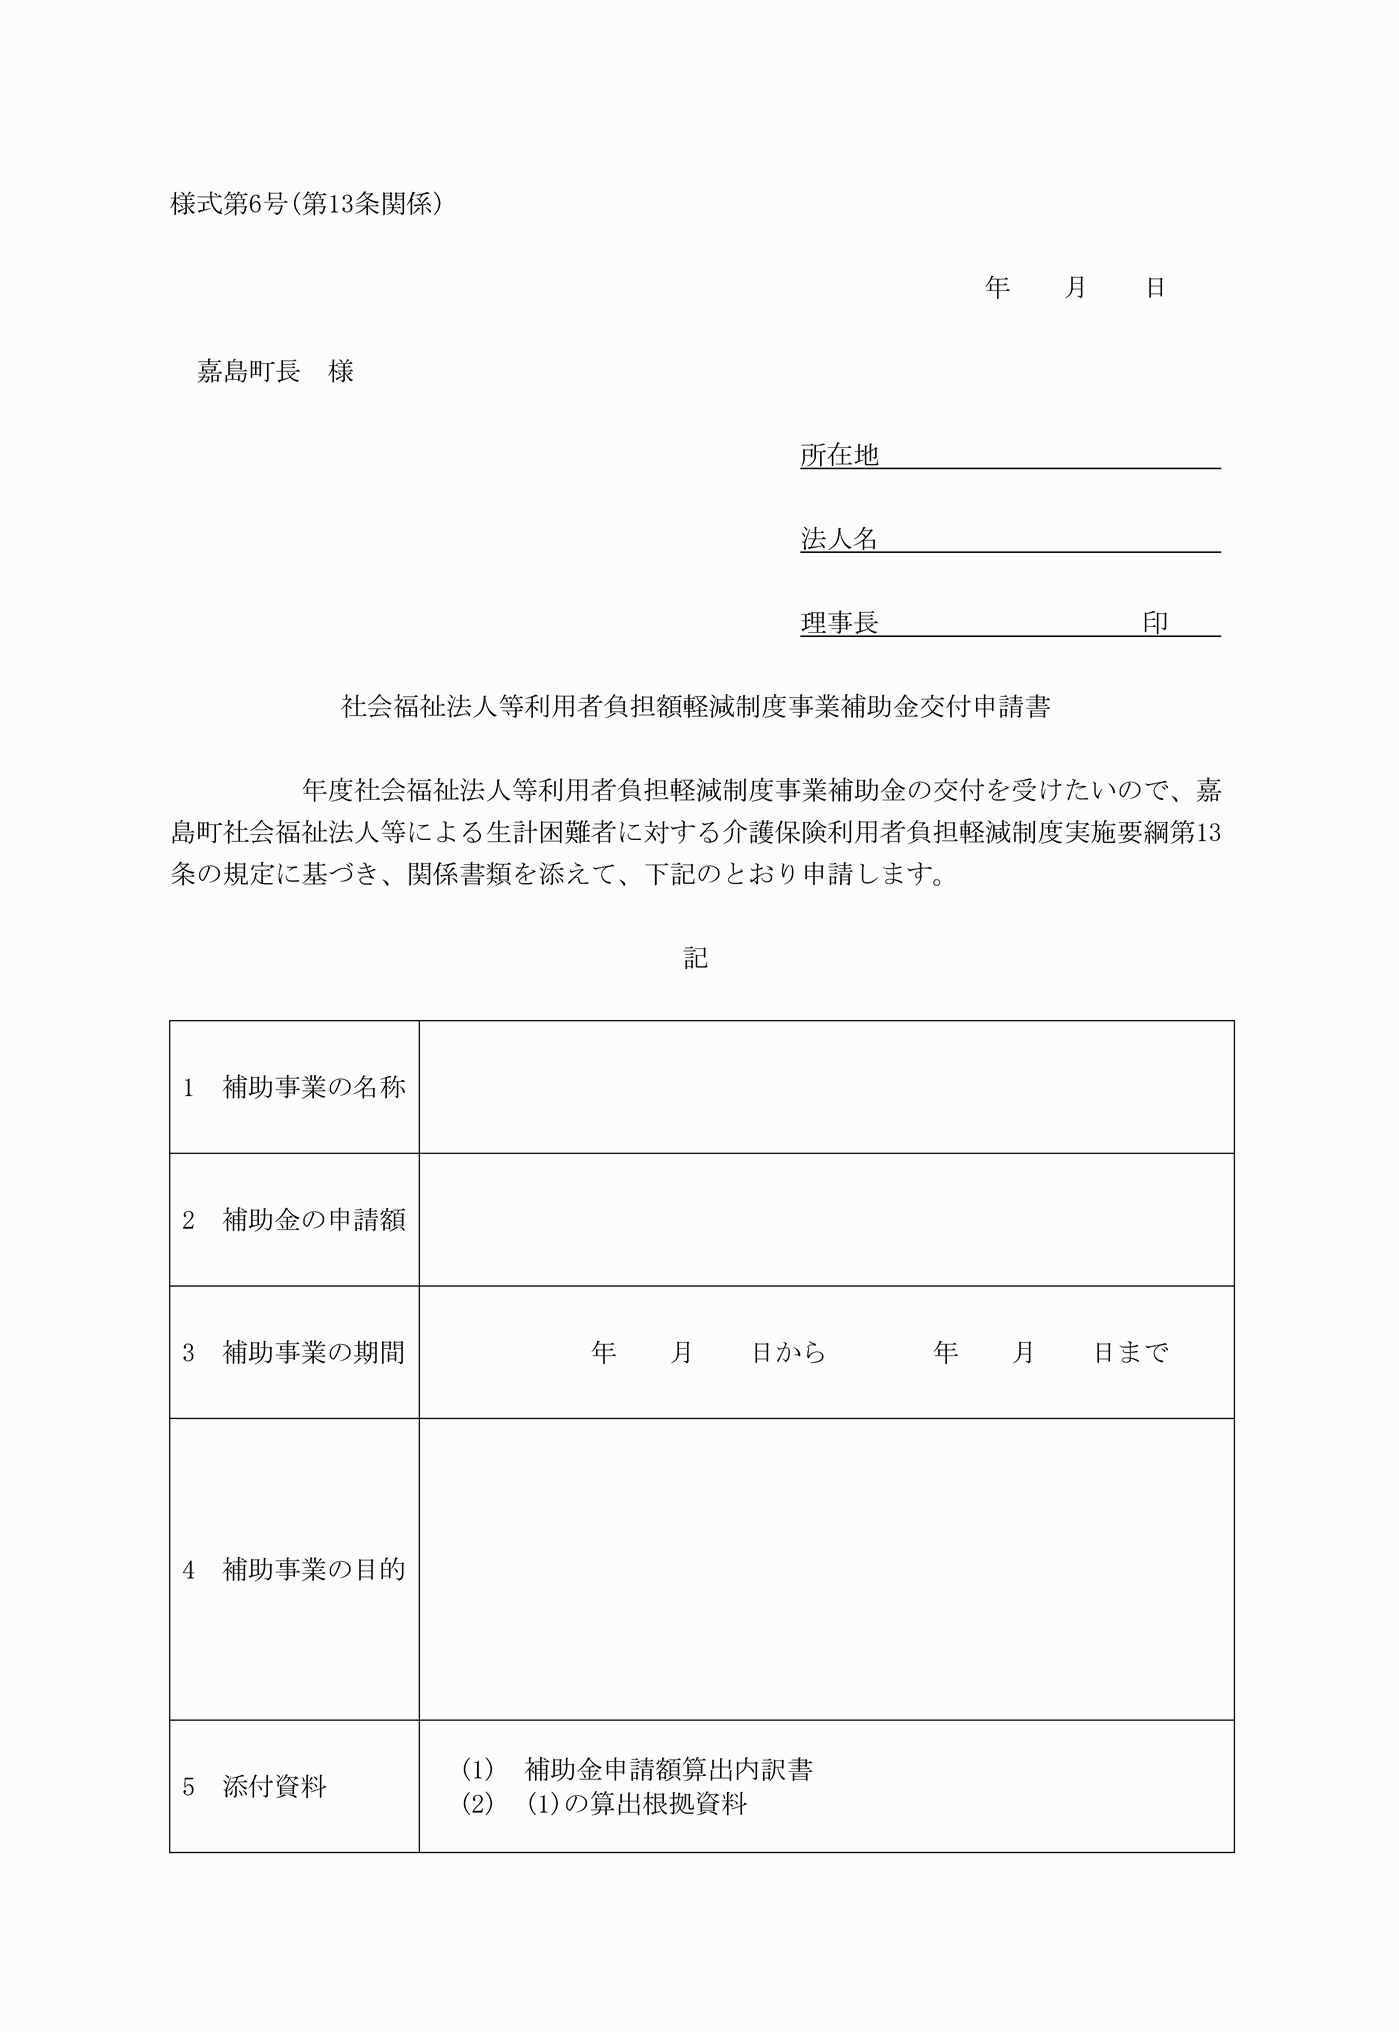 様式第6号(第13条関係)
年　　月　　日
嘉島町長　様
所在地
法人名
理事長　　　　　　　　　　印
社会福祉法人等利用者負担額軽減制度事業補助金交付申請書
年度社会福祉法人等利用者負担軽減制度事業補助金の交付を受けたいので、嘉
島町社会福祉法人等による生計困難者に対する介護保険利用者負担軽減制度実施要綱第13
条の規定に基づき、関係書類を添えて、下記のとおり申請します。
記
1　補助事業の名称
2　補助金の申請額
3　補助事業の期間　　　　年　　月　　日から　　　　年　　月　　日まで
4　補助事業の目的
5　添付資料
(1)　補助金申請額算出内訳書
(2)　(1)の算出根拠資料